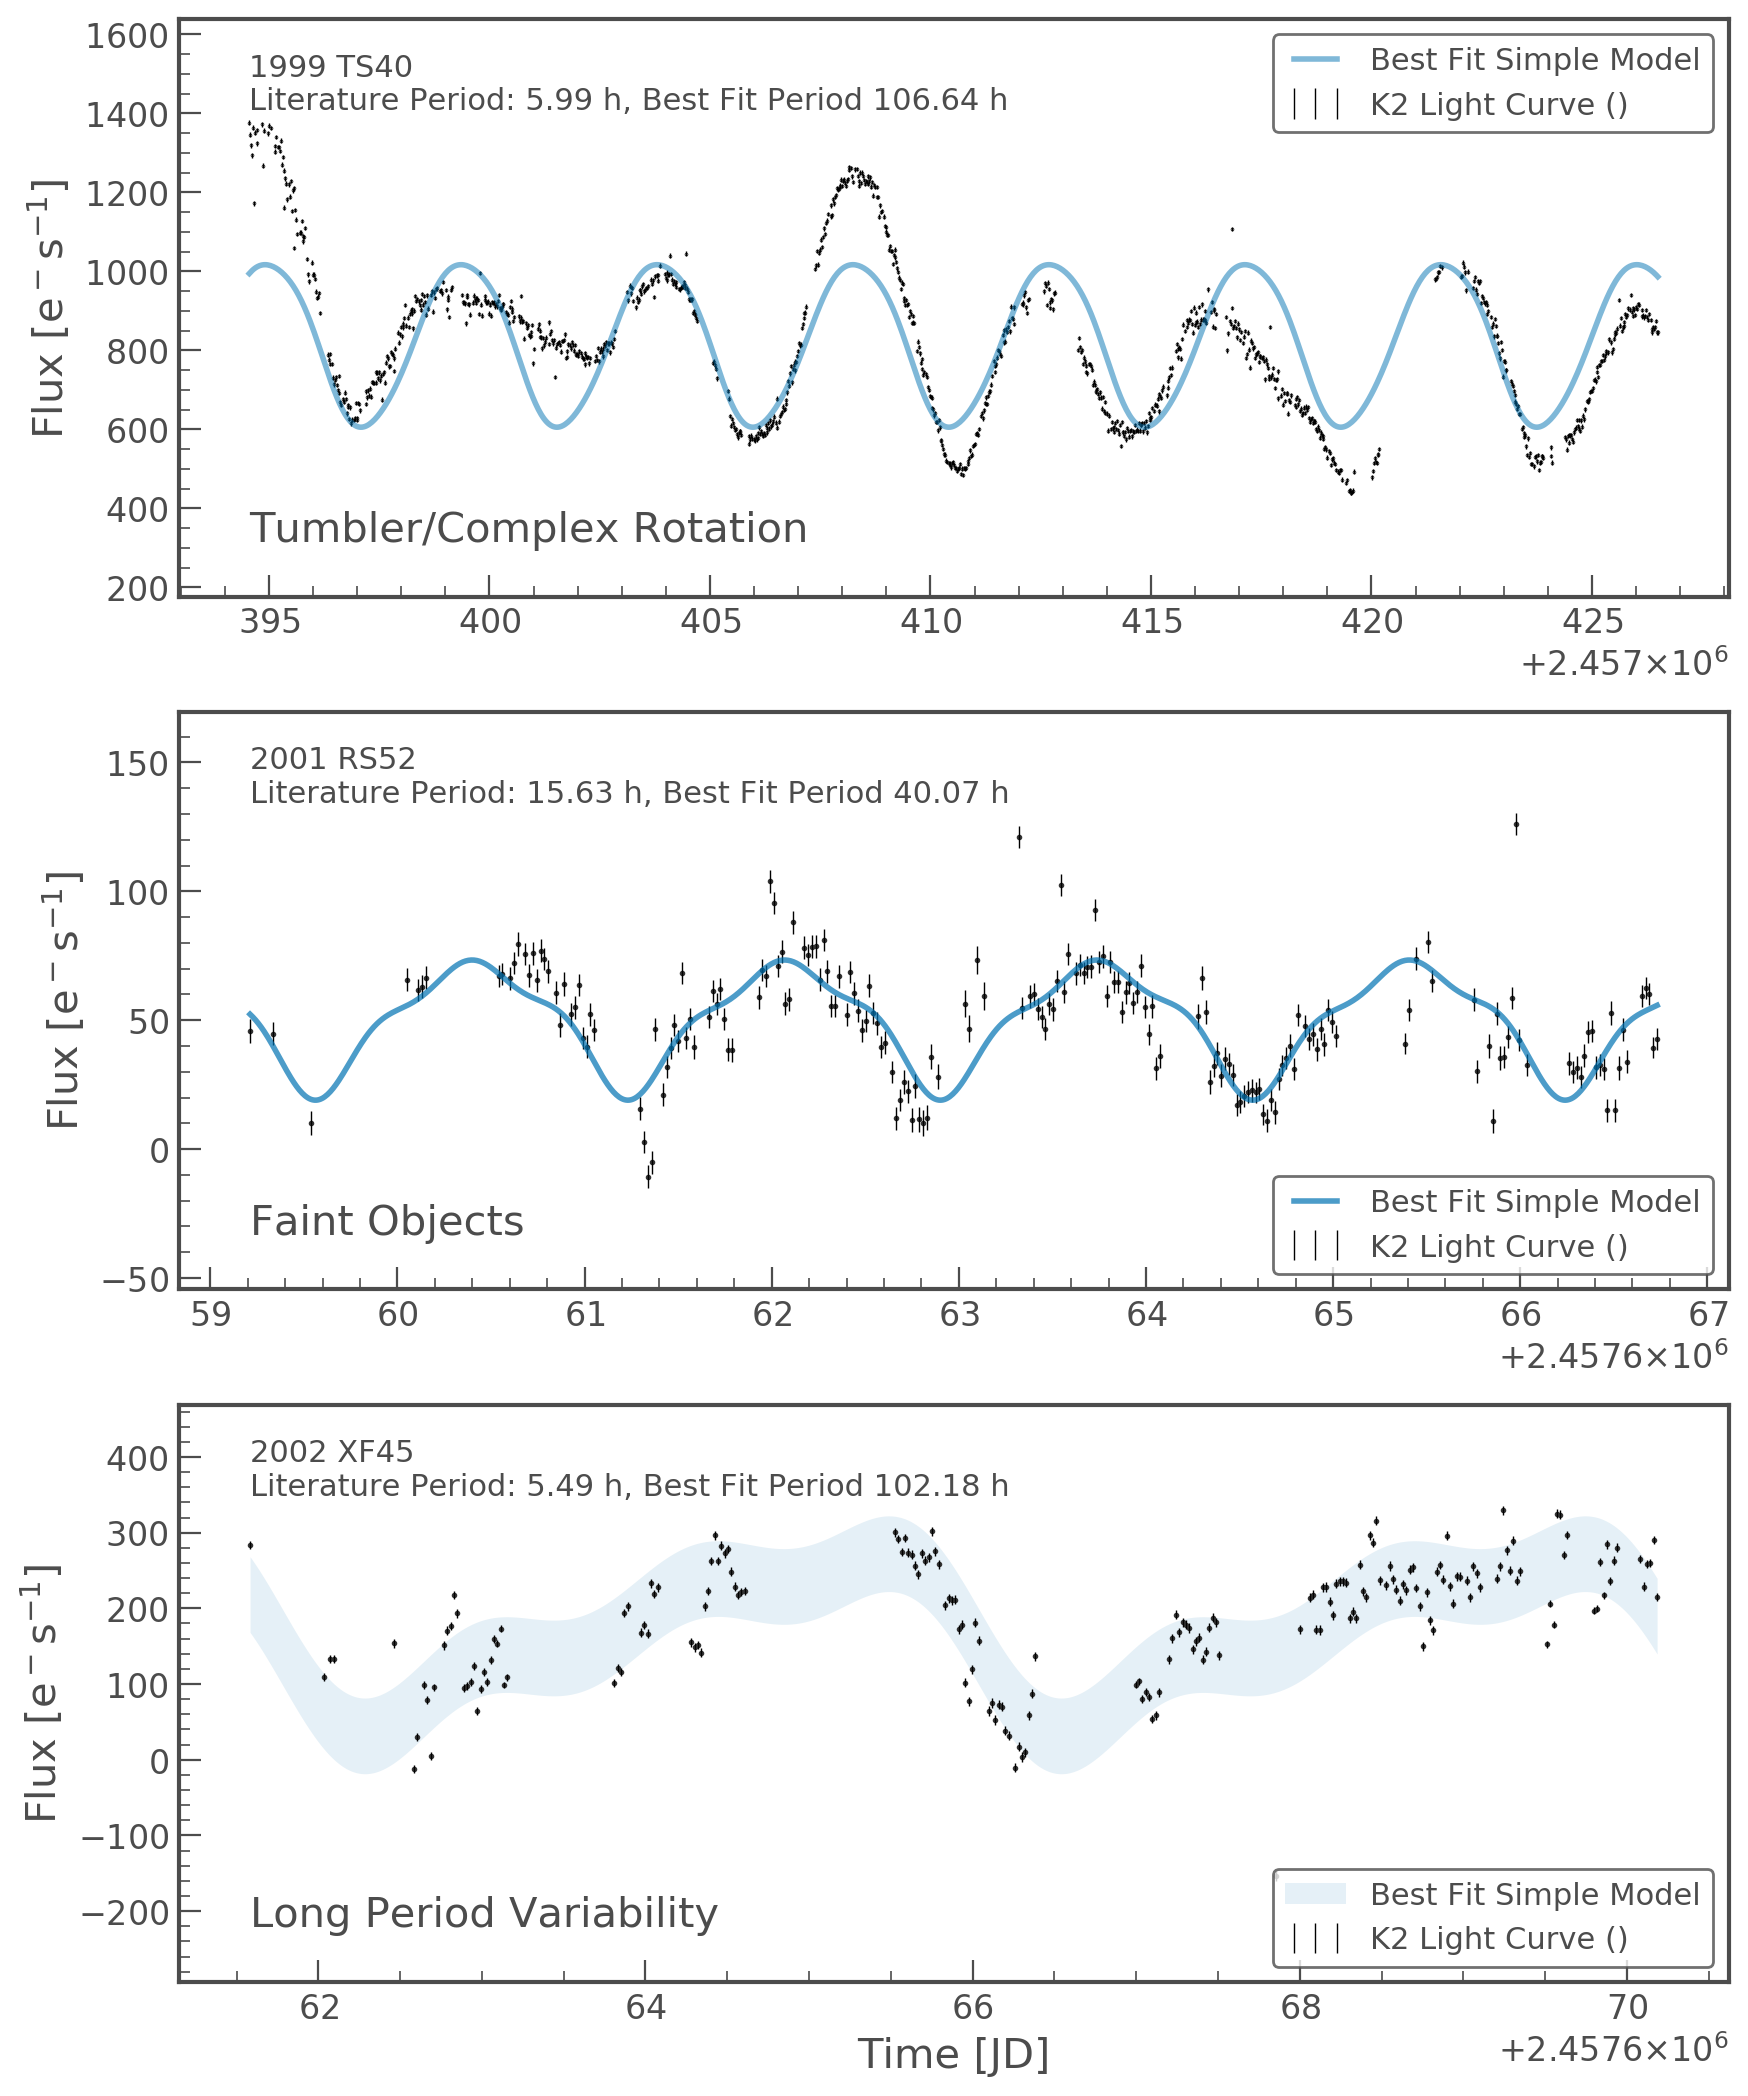 1999 TS40
Literature Period: 5.99 h, Best Fit Period 106.64 h
Best Fit Simple Model
K2 Light Curve ()
Flux [e⁻ s⁻¹]
1600
1400
1200
1000
800
600
400
200
Tumbler/Complex Rotation
395 400 405 410 415 420 425
+2.457×10⁶
2001 RS52
Literature Period: 15.63 h, Best Fit Period 40.07 h
Flux [e⁻ s⁻¹]
150
100
50
0
−50
Faint Objects
Best Fit Simple Model
K2 Light Curve ()
59 60 61 62 63 64 65 66 67
+2.4576×10⁶
2002 XF45
Literature Period: 5.49 h, Best Fit Period 102.18 h
Flux [e⁻ s⁻¹]
400
300
200
100
0
−100
−200
Long Period Variability
Best Fit Simple Model
K2 Light Curve ()
62 64 66 68 70
Time [JD]
+2.4576×10⁶